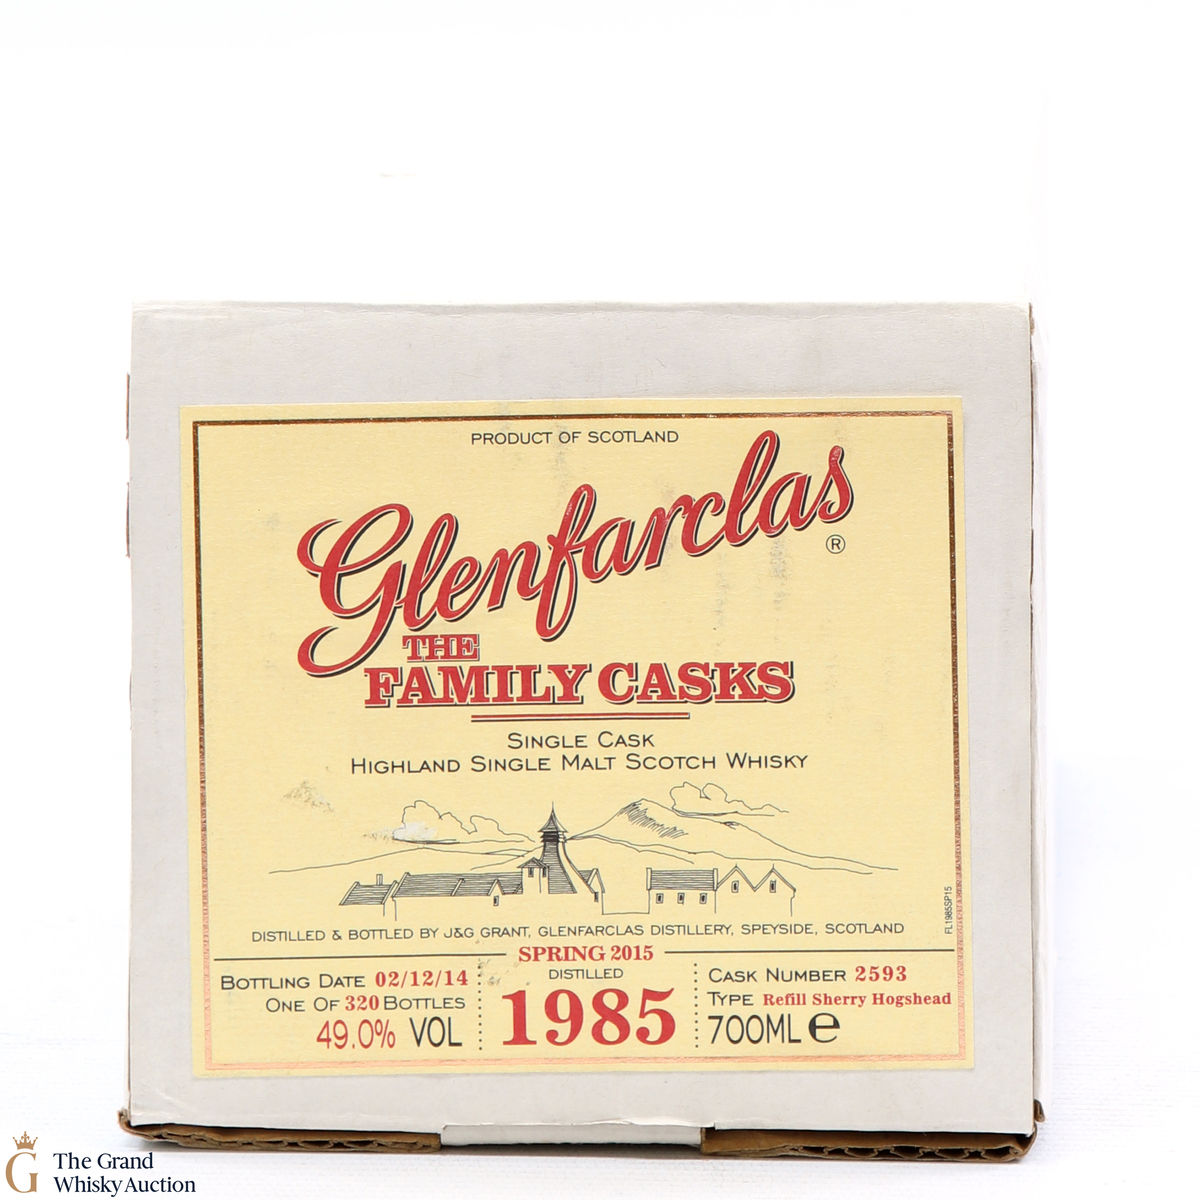 PRODUCT OF SCOTLAND
Glenfarclas ®
THE
FAMILY CASKS
SINGLE CASK
HIGHLAND SINGLE MALT SCOTCH WHISKY
FL1985SP15
DISTILLED & BOTTLED BY J&G GRANT, GLENFARCLAS DISTILLERY, SPEYSIDE, SCOTLAND
SPRING 2015
BOTTLING DATE 02/12/14
ONE OF 320 BOTTLES
49.0% VOL
DISTILLED
1985
CASK NUMBER 2593
TYPE Refill Sherry Hogshead
700ML e
G The Grand
Whisky Auction